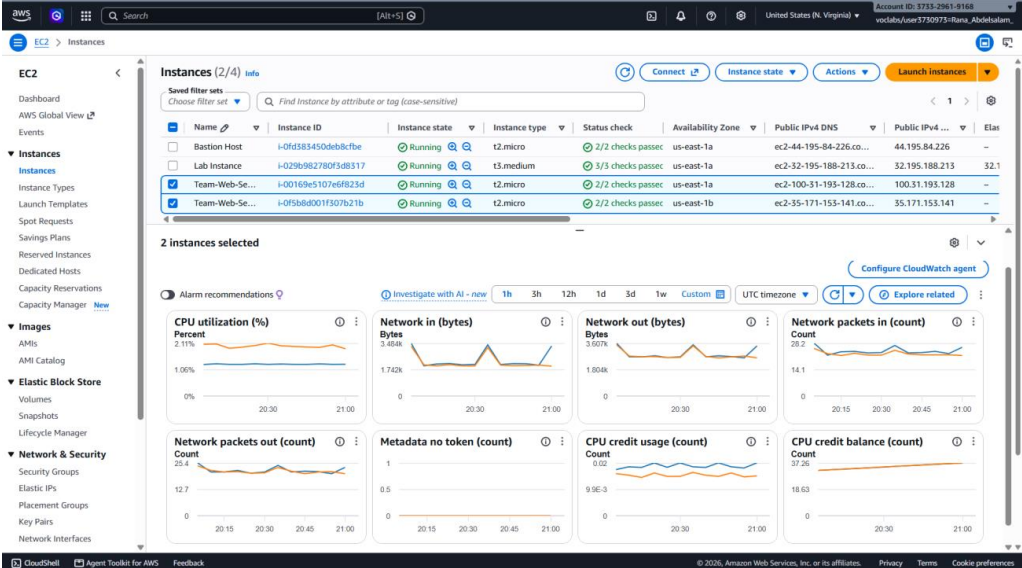 aws
Search [Alt+S]
United States (N. Virginia)
Account ID: 3733-2961-9168
voclabs/user3730973=Rana_Abdelsalam_
EC2 > Instances
EC2
Dashboard
AWS Global View
Events
Instances
Instances
Instance Types
Launch Templates
Spot Requests
Savings Plans
Reserved Instances
Dedicated Hosts
Capacity Reservations
Capacity Manager New
Images
AMIs
AMI Catalog
Elastic Block Store
Volumes
Snapshots
Lifecycle Manager
Network & Security
Security Groups
Elastic IPs
Placement Groups
Key Pairs
Network Interfaces
Instances (2/4) Info
Connect
Instance state
Actions
Launch instances
Saved filter sets
Choose filter set
Find Instance by attribute or tag (case-sensitive)
1
Name Instance ID Instance state Instance type Status check Availability Zone Public IPv4 DNS Public IPv4 ... Elas
Bastion Host i-0fd383450deb8cfbe Running t2.micro 2/2 checks passec us-east-1a ec2-44-195-84-226.co... 44.195.84.226 –
Lab Instance i-029b982780f3d8317 Running t3.medium 3/3 checks passec us-east-1a ec2-32-195-188-213.co... 32.195.188.213 32.1
Team-Web-Se... i-00169e5107e6f823d Running t2.micro 2/2 checks passec us-east-1a ec2-100-31-193-128.co... 100.31.193.128 –
Team-Web-Se... i-0f5b8d001f307b21b Running t2.micro 2/2 checks passec us-east-1b ec2-35-171-153-141.co... 35.171.153.141 –
2 instances selected
Configure CloudWatch agent
Alarm recommendations
Investigate with AI - new
1h 3h 12h 1d 3d 1w Custom
UTC timezone
Explore related
CPU utilization (%)
Percent
2.11%
1.06%
0%
20:30 21:00
Network in (bytes)
Bytes
3.484k
1.742k
0
20:30 21:00
Network out (bytes)
Bytes
3.607k
1.804k
0
20:30 21:00
Network packets in (count)
Count
28.2
14.1
0
20:15 20:30 20:45 21:00
Network packets out (count)
Count
25.4
12.7
0
20:15 20:30 20:45 21:00
Metadata no token (count)
Count
1
0.5
0
20:15 20:30 20:45 21:00
CPU credit usage (count)
Count
0.02
9.9E-3
0
20:30 21:00
CPU credit balance (count)
Count
37.26
18.63
0
20:30 21:00
CloudShell
Agent Toolkit for AWS
Feedback
© 2026, Amazon Web Services, Inc. or its affiliates.
Privacy
Terms
Cookie preferences